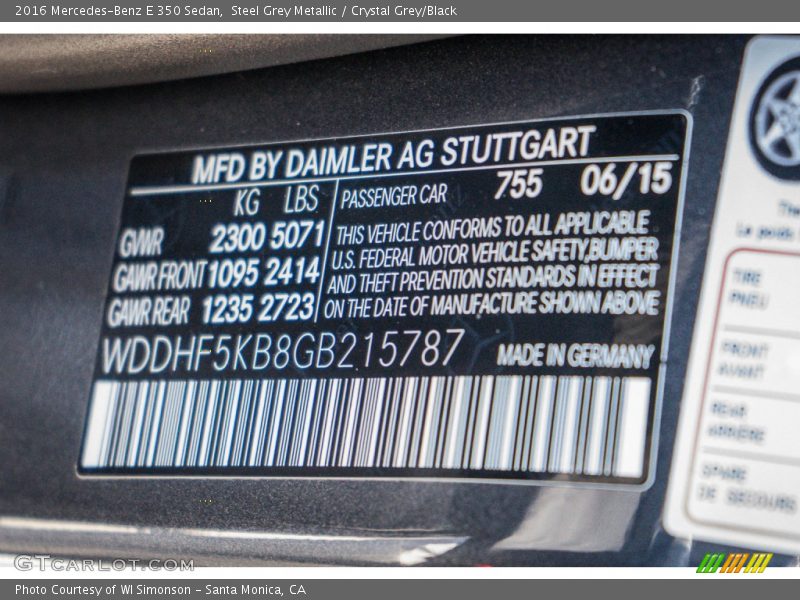 2016 Mercedes-Benz E 350 Sedan, Steel Grey Metallic / Crystal Grey/Black
MFD BY DAIMLER AG STUTTGART
KG LBS
GWR 2300 5071
GAWR FRONT 1095 2414
GAWR REAR 1235 2723
PASSENGER CAR 755 06/15
THIS VEHICLE CONFORMS TO ALL APPLICABLE
U.S. FEDERAL MOTOR VEHICLE SAFETY,BUMPER
AND THEFT PREVENTION STANDARDS IN EFFECT
ON THE DATE OF MANUFACTURE SHOWN ABOVE
WDDHF5KB8GB215787 MADE IN GERMANY
The
Le poids
TIRE
PNEU
FRONT
AVANT
REAR
ARRIÈRE
SPARE
DE SECOURS
GTCARLOT.COM
Photo Courtesy of WI Simonson - Santa Monica, CA